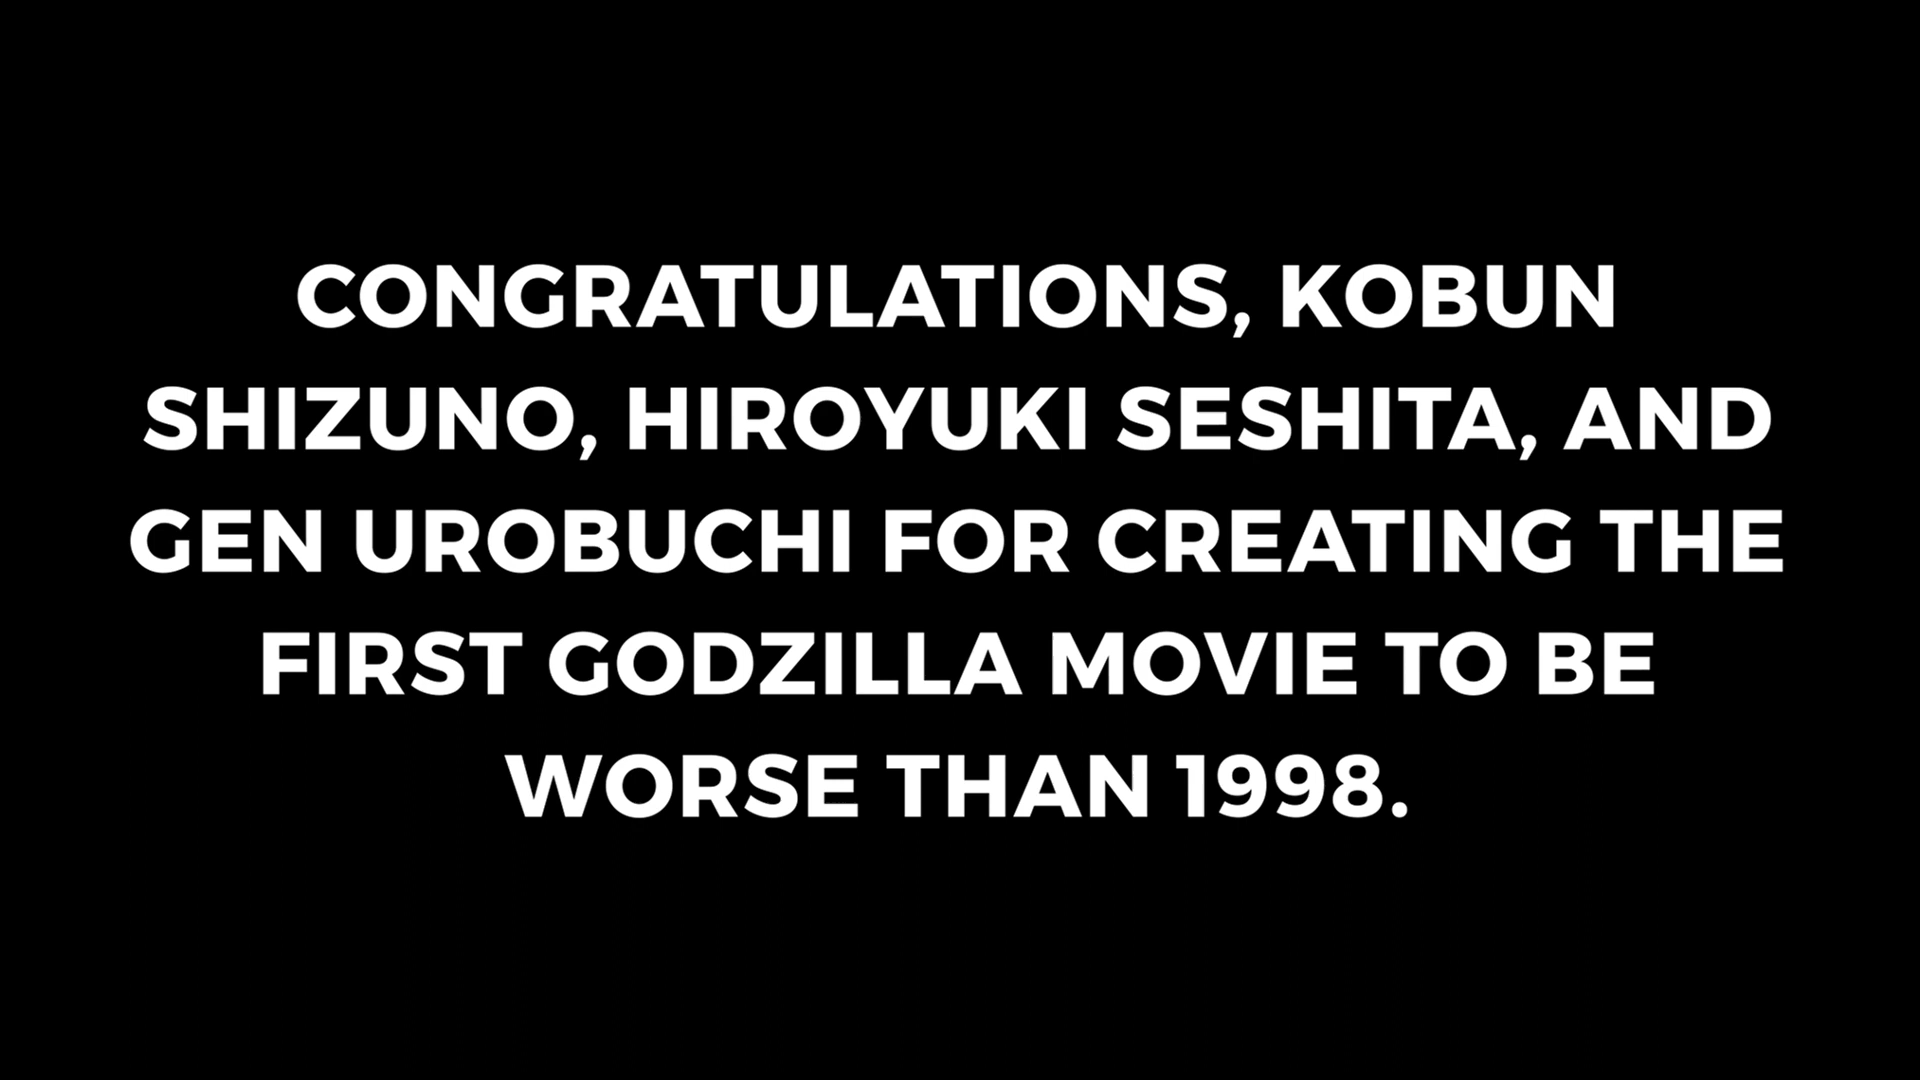 CONGRATULATIONS, KOBUN
SHIZUNO, HIROYUKI SESHITA, AND
GEN UROBUCHI FOR CREATING THE
FIRST GODZILLA MOVIE TO BE
WORSE THAN 1998.